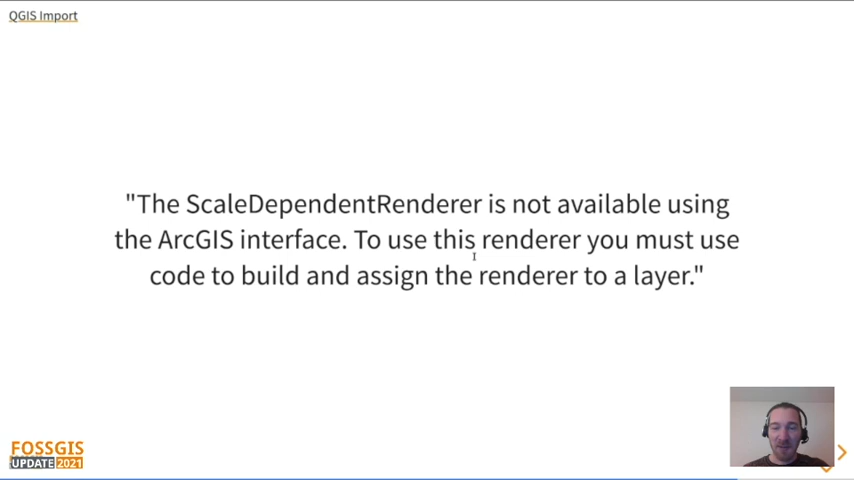 QGIS Import
"The ScaleDependentRenderer is not available using
the ArcGIS interface. To use this renderer you must use
code to build and assign the renderer to a layer."
FOSSGIS
UPDATE 2021